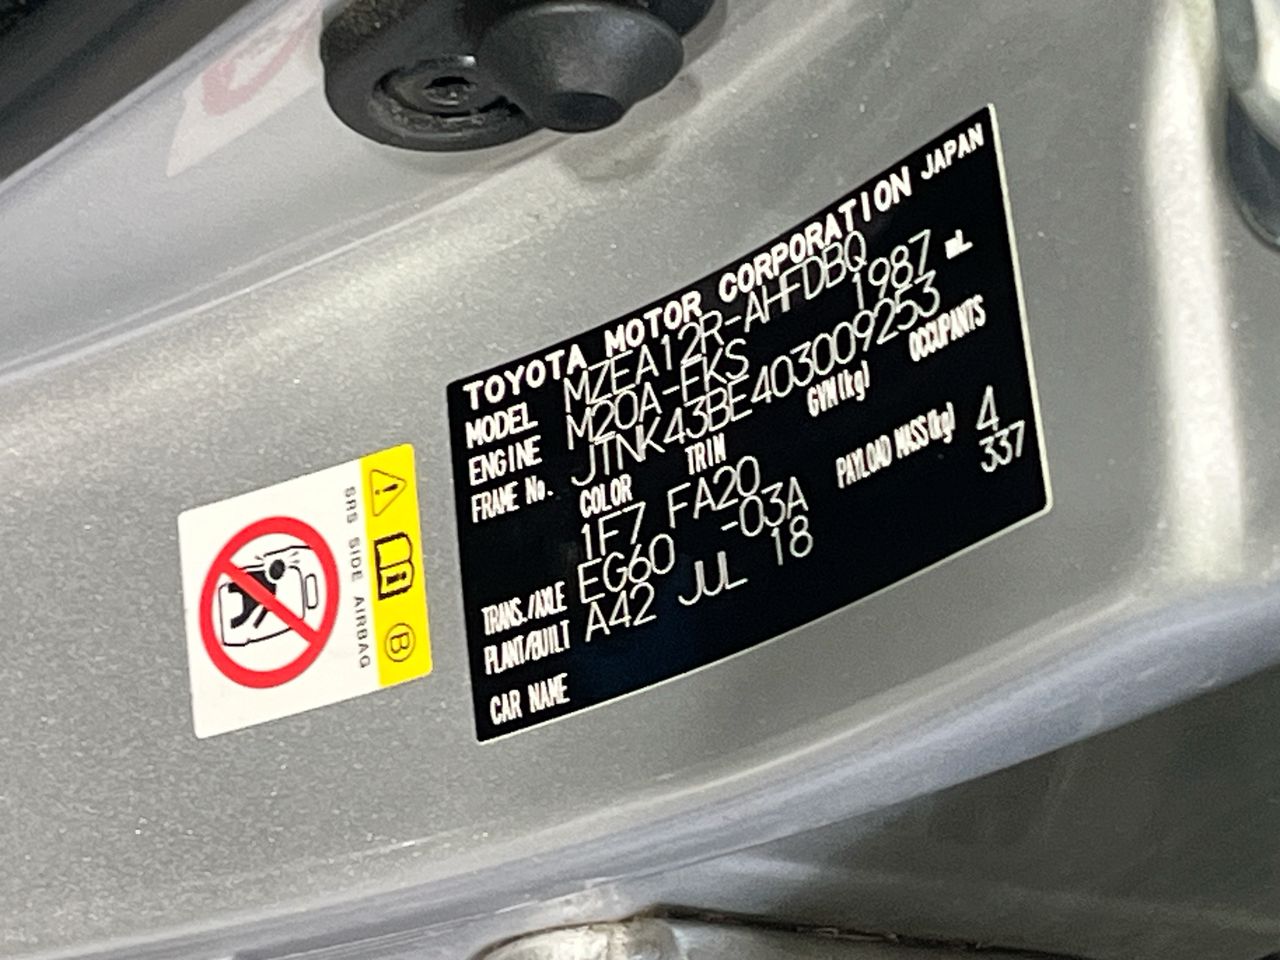 TOYOTA MOTOR CORPORATION JAPAN
MODEL MZEA12R-AHFDBQ
ENGINE M20A-FKS 1987 mL
FRAME No. JTNK43BE403009253
COLOR TRIM GVM(kg) OCCUPANTS
1F7 FA20 4
TRANS./AXLE EG60 -03A PAYLOAD MASS(kg) 337
PLANT/BUILT A42 JUL 18
CAR NAME
SRS SIDE AIRBAG
B